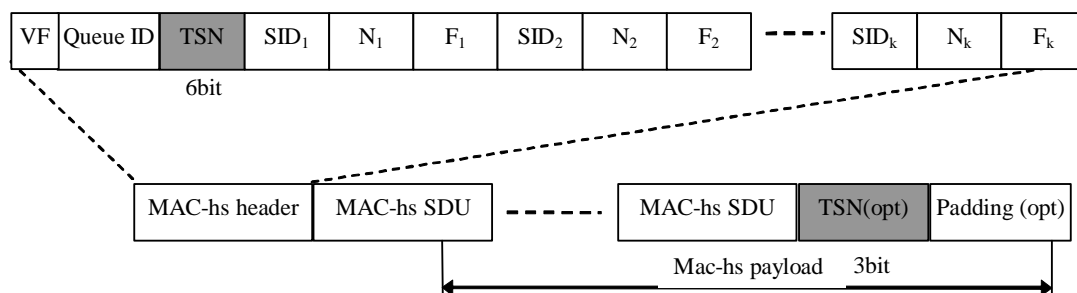 VF Queue ID TSN SID₁ N₁ F₁ SID₂ N₂ F₂ SIDₖ Nₖ Fₖ
6bit
MAC-hs header MAC-hs SDU MAC-hs SDU TSN(opt) Padding (opt)
Mac-hs payload 3bit